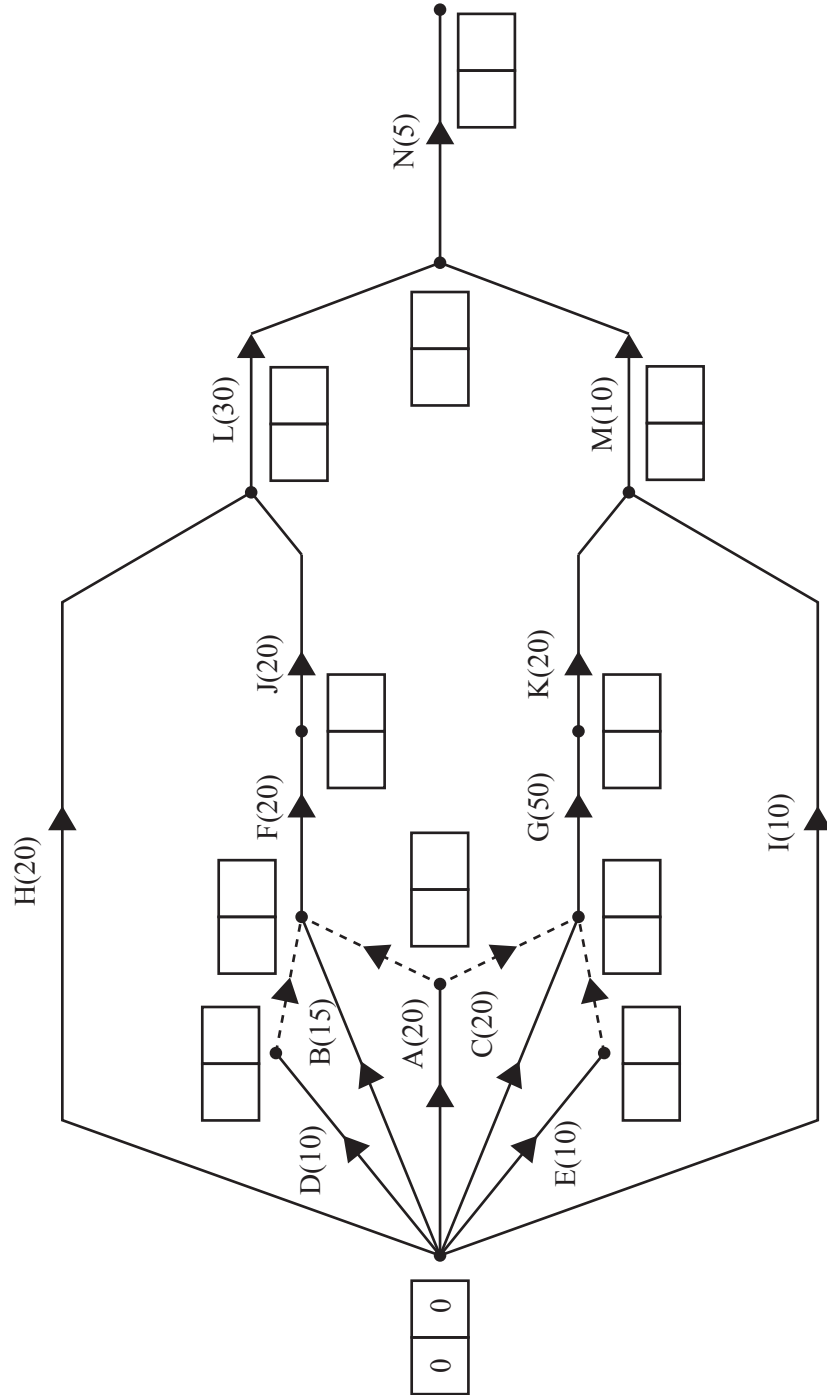 N(5)
L(30)
M(10)
H(20)
J(20)
K(20)
F(20)
G(50)
I(10)
B(15)
A(20)
C(20)
D(10)
E(10)
0 0